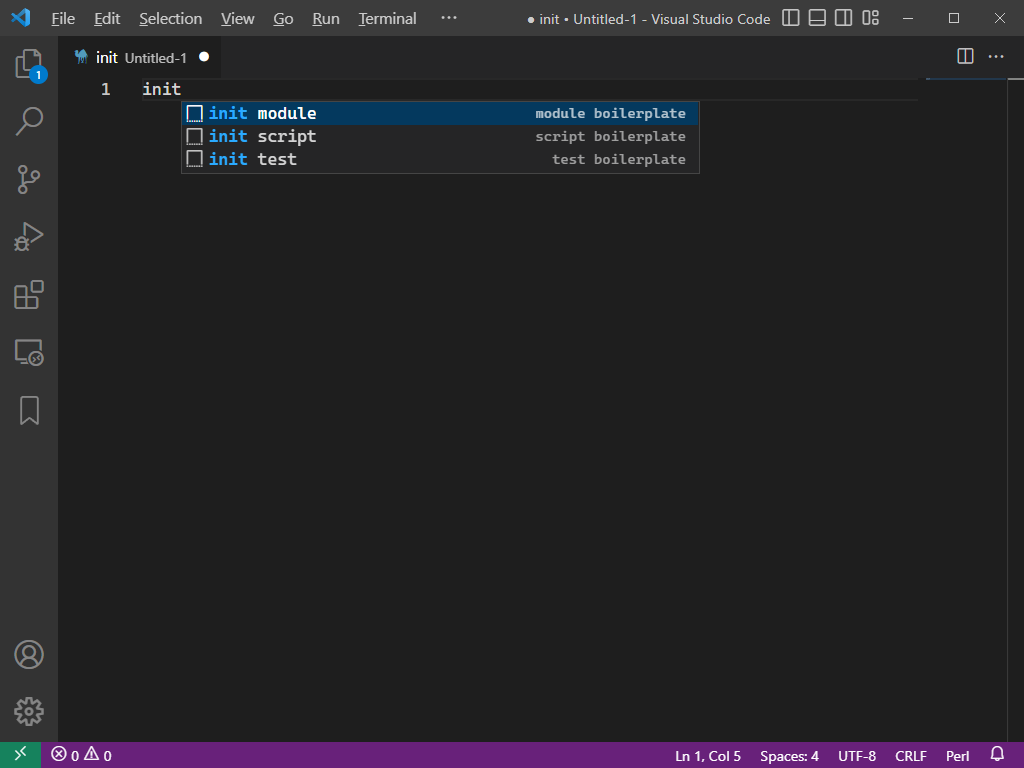 File Edit Selection View Go Run Terminal ··· ● init • Untitled-1 - Visual Studio Code
init Untitled-1 ●
1
1 init
init module module boilerplate
init script script boilerplate
init test test boilerplate
0 0 Ln 1, Col 5 Spaces: 4 UTF-8 CRLF Perl